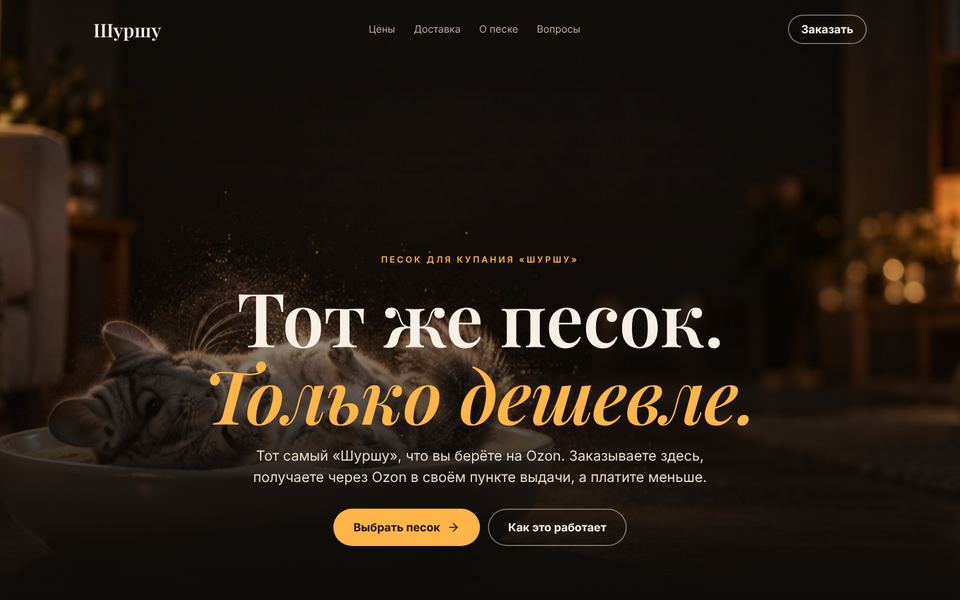 Шуршу
Цены Доставка О песке Вопросы
Заказать
ПЕСОК ДЛЯ КУПАНИЯ «ШУРШУ»
Тот же песок.
Только дешевле.
Тот самый «Шуршу», что вы берёте на Ozon. Заказываете здесь,
получаете через Ozon в своём пункте выдачи, а платите меньше.
Выбрать песок →
Как это работает